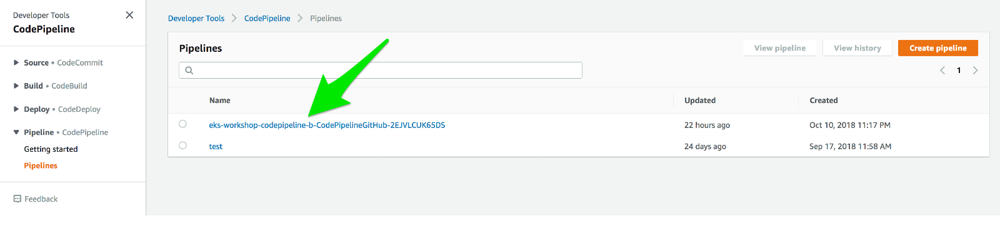 Developer Tools
CodePipeline
Source • CodeCommit
Build • CodeBuild
Deploy • CodeDeploy
Pipeline • CodePipeline
Getting started
Pipelines
Feedback
Developer Tools > CodePipeline > Pipelines
Pipelines
View pipeline View history Create pipeline
1
Name Updated Created
eks-workshop-codepipeline-b-CodePipelineGitHub-2EJVLCUK65DS 22 hours ago Oct 10, 2018 11:17 PM
test 24 days ago Sep 17, 2018 11:58 AM